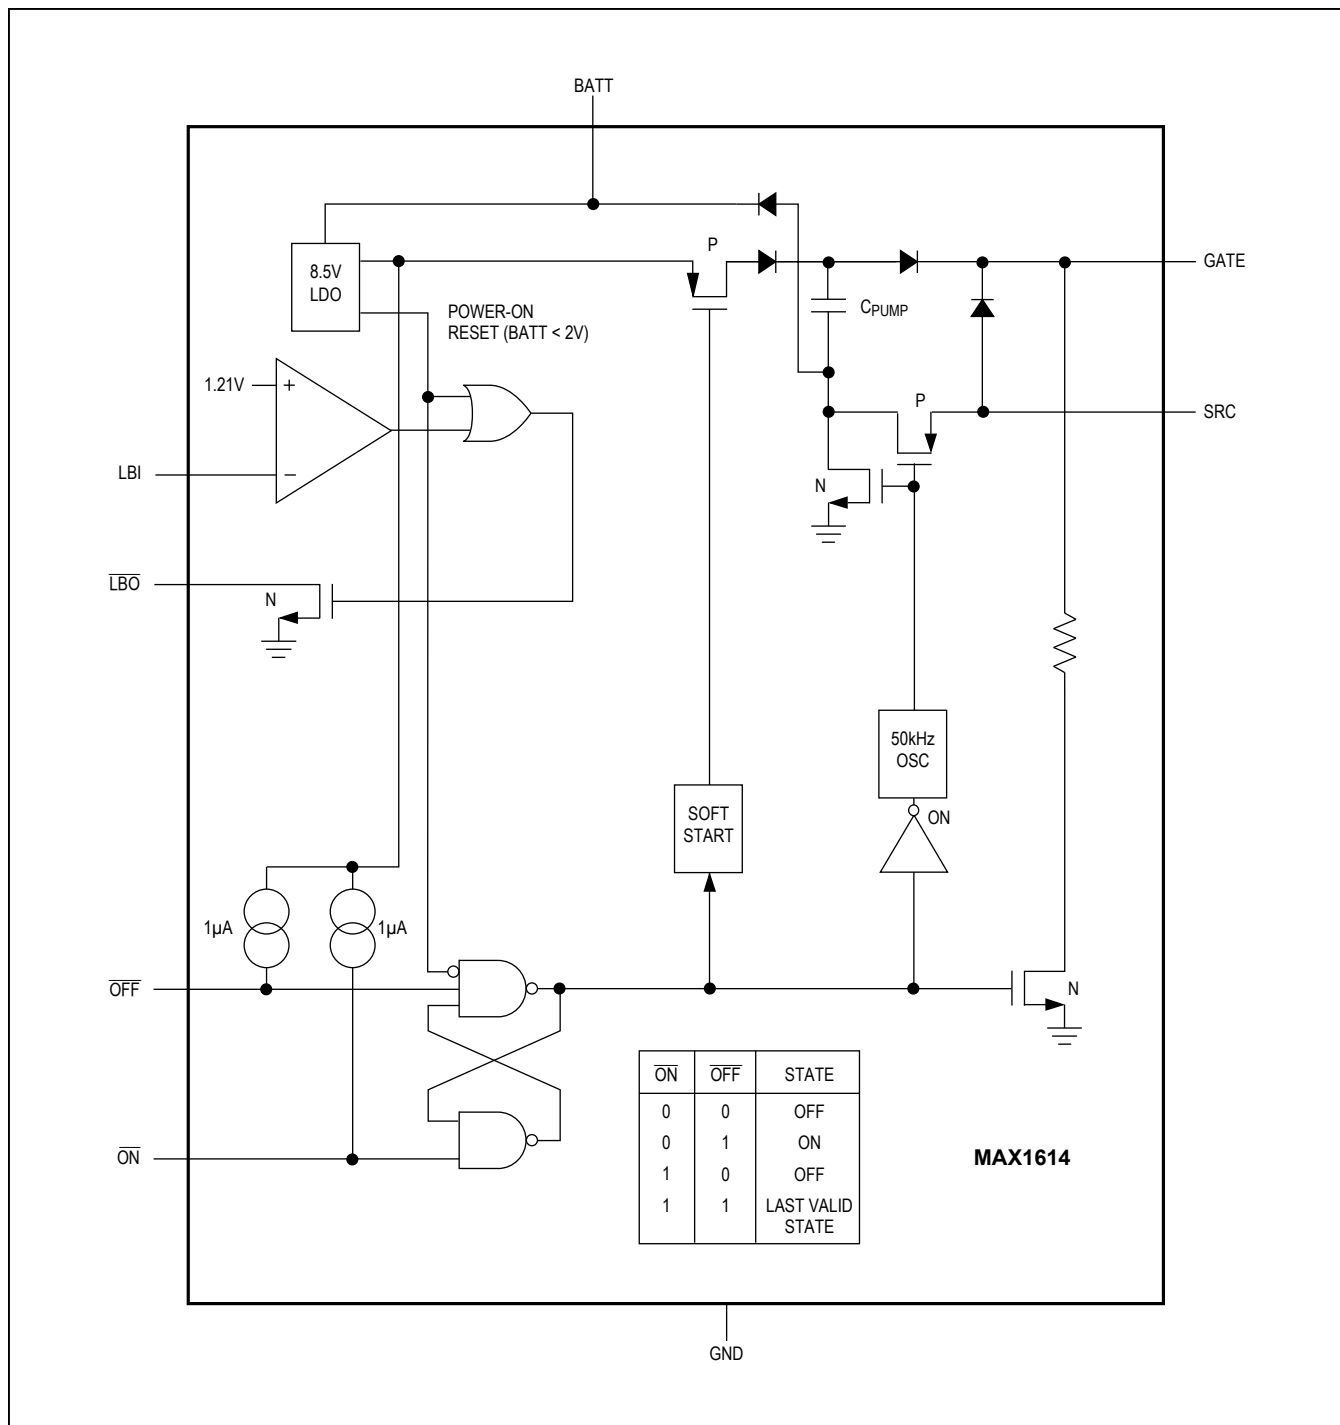 BATT
P
8.5V
LDO
GATE
CPUMP
POWER-ON
RESET (BATT < 2V)
1.21V
+
P
SRC
LBI
−
N
LBO
N
50kHz
OSC
SOFT
START
ON
1µA
1µA
OFF
N
ON OFF STATE
0 0 OFF
0 1 ON
1 0 OFF
1 1 LAST VALID
STATE
ON
MAX1614
GND